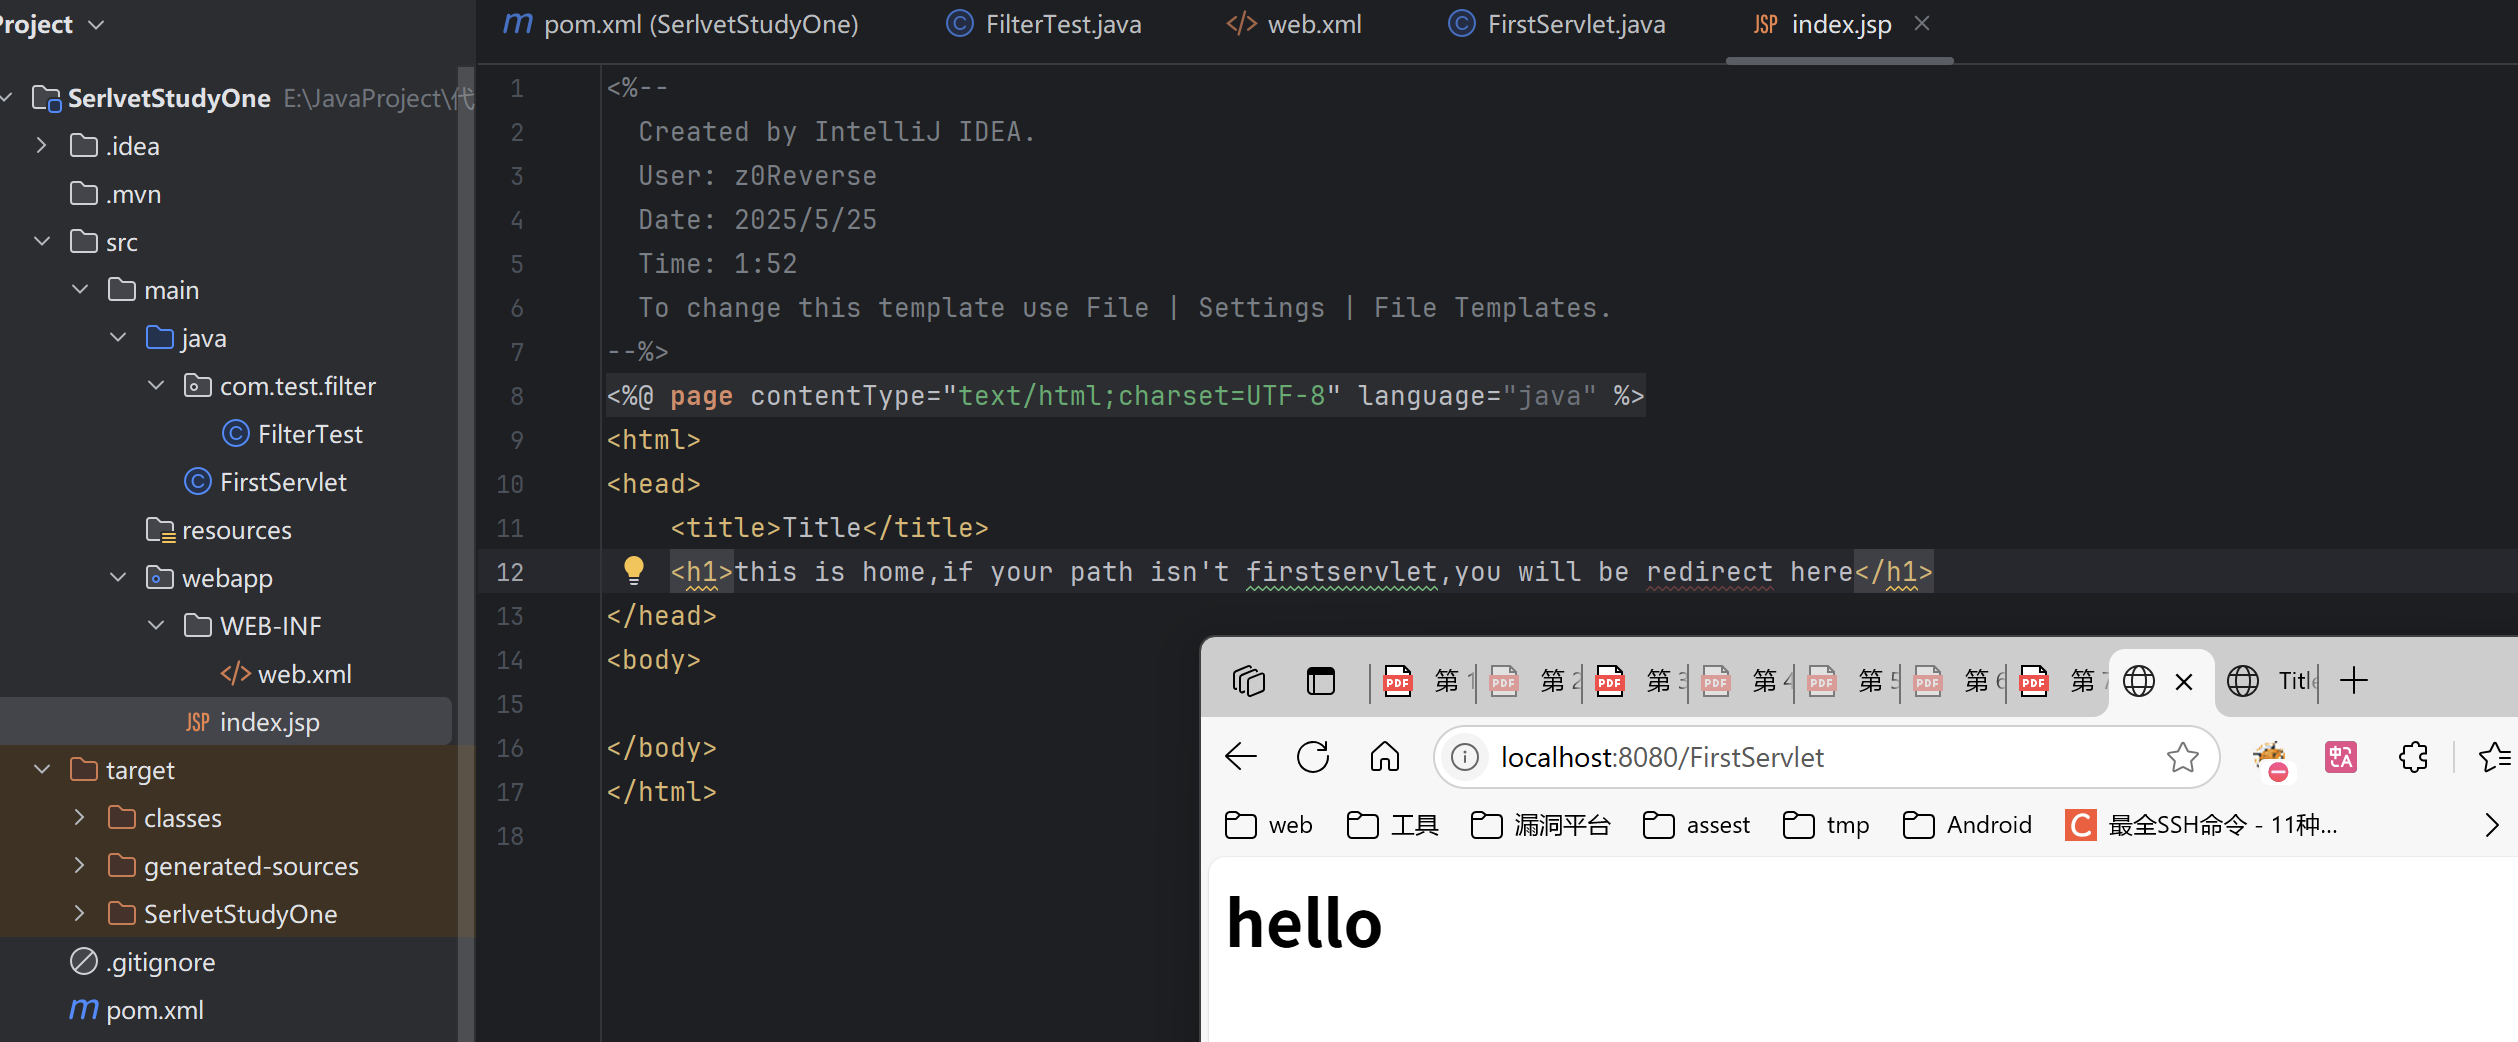 Project
SerlvetStudyOne E:\JavaProject\代
.idea
.mvn
src
main
java
com.test.filter
FilterTest
FirstServlet
resources
webapp
WEB-INF
web.xml
index.jsp
target
classes
generated-sources
SerlvetStudyOne
.gitignore
pom.xml
pom.xml (SerlvetStudyOne) FilterTest.java web.xml FirstServlet.java index.jsp
1 <%--
2 Created by IntelliJ IDEA.
3 User: z0Reverse
4 Date: 2025/5/25
5 Time: 1:52
6 To change this template use File | Settings | File Templates.
7 --%>
8 <%@ page contentType="text/html;charset=UTF-8" language="java" %>
9 <html>
10 <head>
11 <title>Title</title>
12 <h1>this is home,if your path isn't firstservlet,you will be redirect here</h1>
13 </head>
14 <body>
15
16 </body>
17 </html>
18
第 1 第 2 第 3 第 4 第 5 第 6 第 7 Title
localhost:8080/FirstServlet
web 工具 漏洞平台 assest tmp Android 最全SSH命令 - 11种...
hello